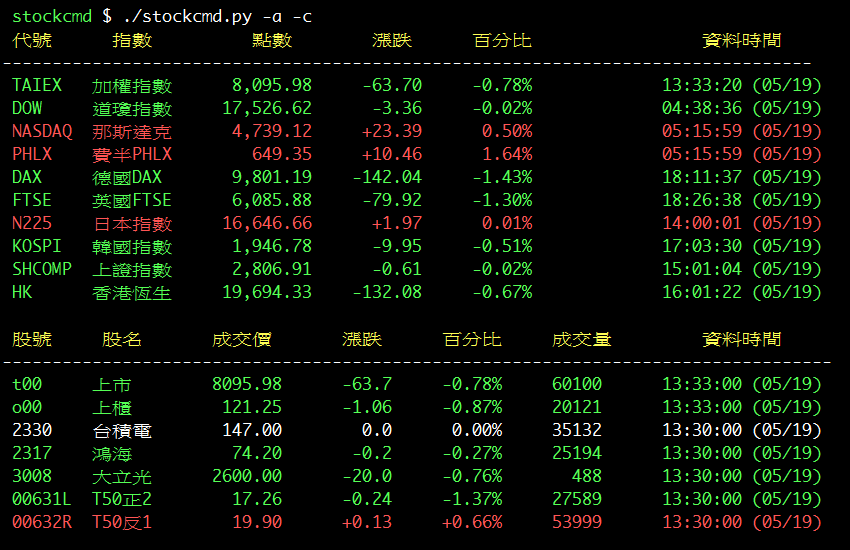 stockcmd $ ./stockcmd.py -a -c
代號 指數 點數 漲跌 百分比 資料時間
--------------------------------------------------------------------------------
TAIEX 加權指數 8,095.98 -63.70 -0.78% 13:33:20 (05/19)
DOW 道瓊指數 17,526.62 -3.36 -0.02% 04:38:36 (05/19)
NASDAQ 那斯達克 4,739.12 +23.39 0.50% 05:15:59 (05/19)
PHLX 費半PHLX 649.35 +10.46 1.64% 05:15:59 (05/19)
DAX 德國DAX 9,801.19 -142.04 -1.43% 18:11:37 (05/19)
FTSE 英國FTSE 6,085.88 -79.92 -1.30% 18:26:38 (05/19)
N225 日本指數 16,646.66 +1.97 0.01% 14:00:01 (05/19)
KOSPI 韓國指數 1,946.78 -9.95 -0.51% 17:03:30 (05/19)
SHCOMP 上證指數 2,806.91 -0.61 -0.02% 15:01:04 (05/19)
HK 香港恆生 19,694.33 -132.08 -0.67% 16:01:22 (05/19)
股號 股名 成交價 漲跌 百分比 成交量 資料時間
----------------------------------------------------------------------------------
t00 上市 8095.98 -63.7 -0.78% 60100 13:33:00 (05/19)
o00 上櫃 121.25 -1.06 -0.87% 20121 13:33:00 (05/19)
2330 台積電 147.00 0.0 0.00% 35132 13:30:00 (05/19)
2317 鴻海 74.20 -0.2 -0.27% 25194 13:30:00 (05/19)
3008 大立光 2600.00 -20.0 -0.76% 488 13:30:00 (05/19)
00631L T50正2 17.26 -0.24 -1.37% 27589 13:30:00 (05/19)
00632R T50反1 19.90 +0.13 +0.66% 53999 13:30:00 (05/19)